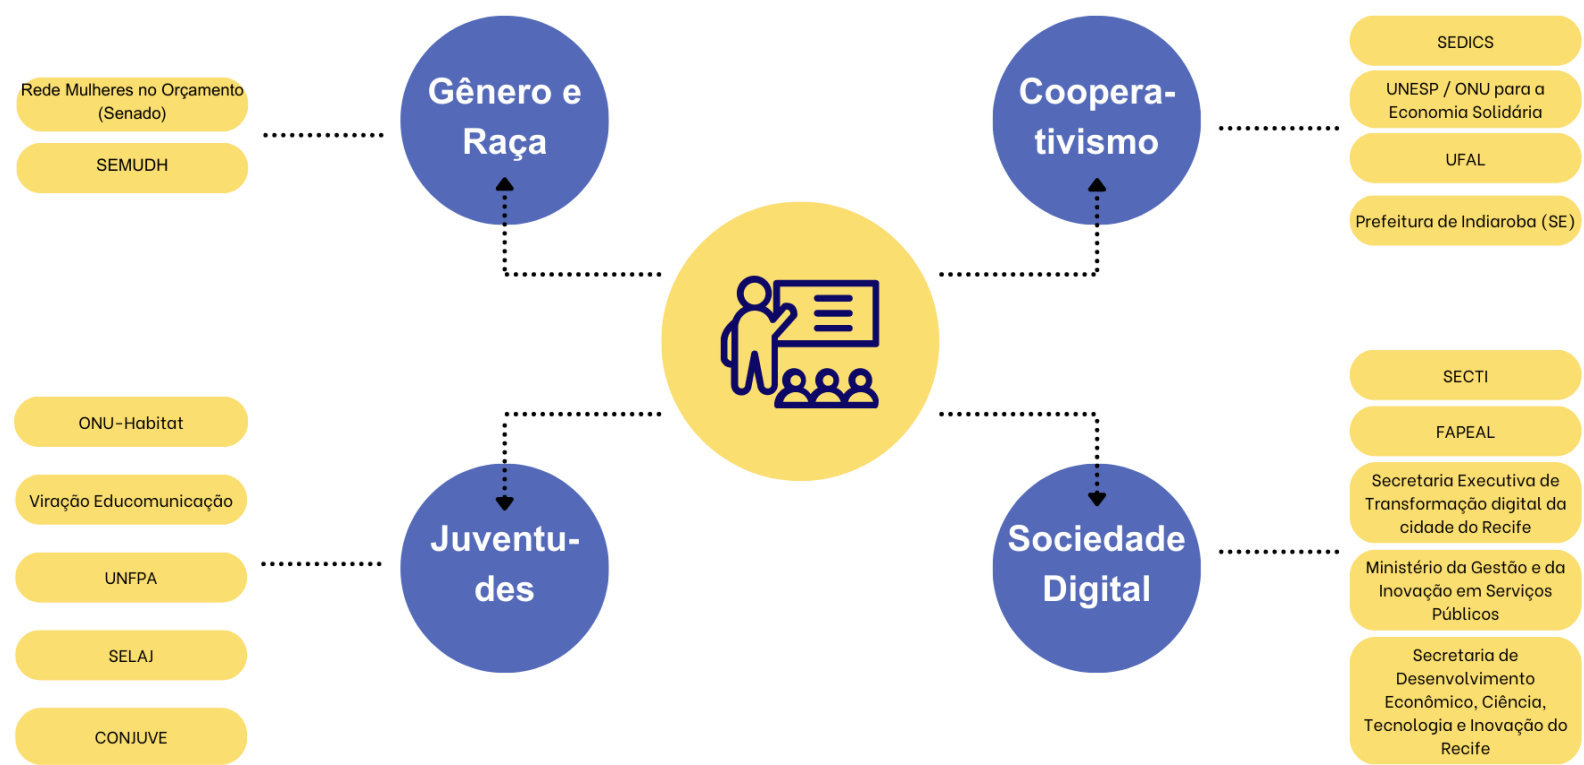 Gênero e
Raça
Rede Mulheres no Orçamento
(Senado)
SEMUDH
Coopera-
tivismo
SEDICS
UNESP / ONU para a
Economia Solidária
UFAL
Prefeitura de Indiaroba (SE)
Juventu-
des
ONU-Habitat
Viração Educomunicação
UNFPA
SELAJ
CONJUVE
Sociedade
Digital
SECTI
FAPEAL
Secretaria Executiva de
Transformação digital da
cidade do Recife
Ministério da Gestão e da
Inovação em Serviços
Públicos
Secretaria de
Desenvolvimento
Econômico, Ciência,
Tecnologia e Inovação do
Recife